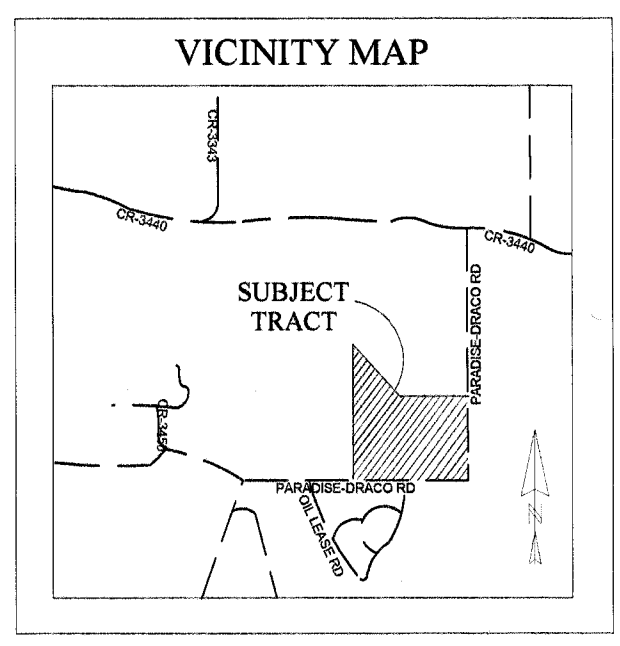 VICINITY MAP
CR-3343
CR-3440
CR-3440
SUBJECT
TRACT
PARADISE-DRACO RD
CR-3450
PARADISE-DRACO RD
OIL LEASE RD
N